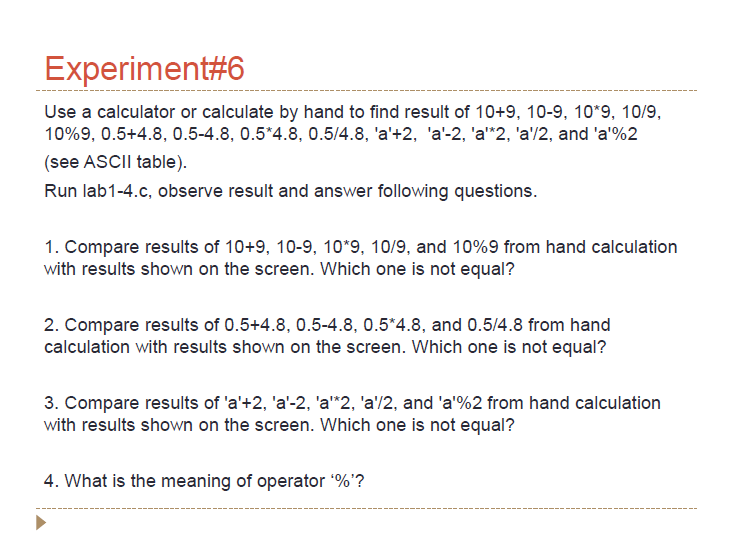 Experiment#6
Use a calculator or calculate by hand to find result of 10+9, 10-9, 10*9, 10/9,
10%9, 0.5+4.8, 0.5-4.8, 0.5*4.8, 0.5/4.8, 'a'+2,  'a'-2, 'a'*2, 'a'/2, and 'a'%2
(see ASCII table).
Run lab1-4.c, observe result and answer following questions.
1. Compare results of 10+9, 10-9, 10*9, 10/9, and 10%9 from hand calculation
with results shown on the screen. Which one is not equal?
2. Compare results of 0.5+4.8, 0.5-4.8, 0.5*4.8, and 0.5/4.8 from hand
calculation with results shown on the screen. Which one is not equal?
3. Compare results of 'a'+2, 'a'-2, 'a'*2, 'a'/2, and 'a'%2 from hand calculation
with results shown on the screen. Which one is not equal?
4. What is the meaning of operator ‘%’?